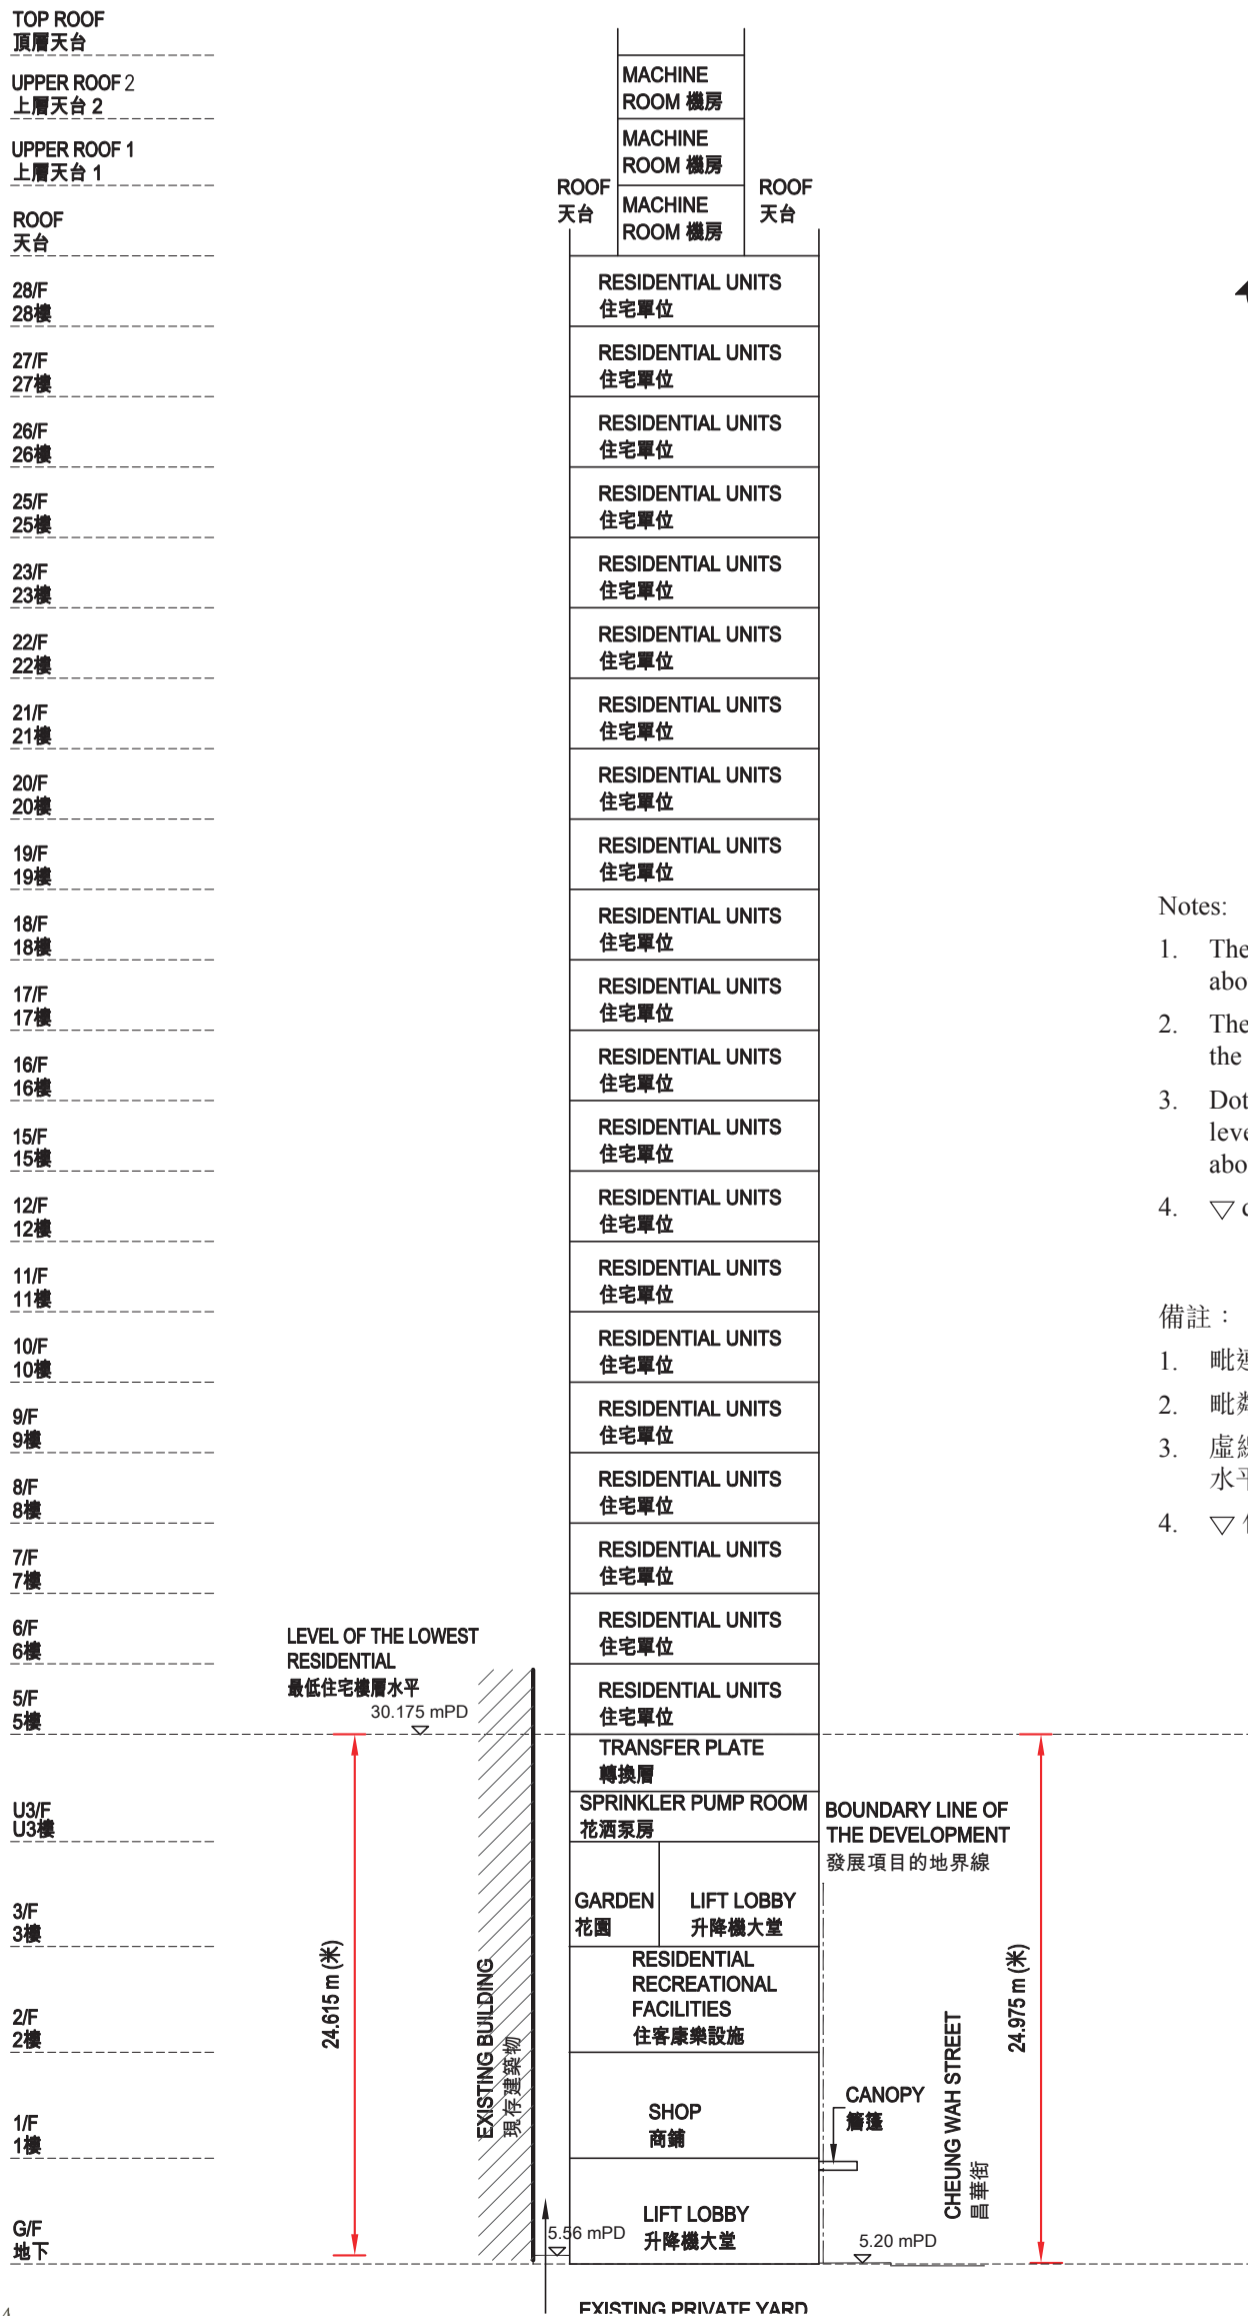 TOP ROOF
頂層天台
UPPER ROOF 2
上層天台 2
UPPER ROOF 1
上層天台 1
ROOF
天台
28/F
28樓
27/F
27樓
26/F
26樓
25/F
25樓
23/F
23樓
22/F
22樓
21/F
21樓
20/F
20樓
19/F
19樓
18/F
18樓
17/F
17樓
16/F
16樓
15/F
15樓
12/F
12樓
11/F
11樓
10/F
10樓
9/F
9樓
8/F
8樓
7/F
7樓
6/F
6樓
5/F
5樓
U3/F
U3樓
3/F
3樓
2/F
2樓
1/F
1樓
G/F
地下
MACHINE
ROOM 機房
MACHINE
ROOM 機房
ROOF
天台
MACHINE
ROOM 機房
ROOF
天台
RESIDENTIAL UNITS
住宅單位
RESIDENTIAL UNITS
住宅單位
RESIDENTIAL UNITS
住宅單位
RESIDENTIAL UNITS
住宅單位
RESIDENTIAL UNITS
住宅單位
RESIDENTIAL UNITS
住宅單位
RESIDENTIAL UNITS
住宅單位
RESIDENTIAL UNITS
住宅單位
RESIDENTIAL UNITS
住宅單位
RESIDENTIAL UNITS
住宅單位
RESIDENTIAL UNITS
住宅單位
RESIDENTIAL UNITS
住宅單位
RESIDENTIAL UNITS
住宅單位
RESIDENTIAL UNITS
住宅單位
RESIDENTIAL UNITS
住宅單位
RESIDENTIAL UNITS
住宅單位
RESIDENTIAL UNITS
住宅單位
RESIDENTIAL UNITS
住宅單位
RESIDENTIAL UNITS
住宅單位
RESIDENTIAL UNITS
住宅單位
RESIDENTIAL UNITS
住宅單位
TRANSFER PLATE
轉換層
SPRINKLER PUMP ROOM
花洒泵房
GARDEN
花園
LIFT LOBBY
升降機大堂
RESIDENTIAL
RECREATIONAL
FACILITIES
住客康樂設施
SHOP
商鋪
LIFT LOBBY
升降機大堂
LEVEL OF THE LOWEST
RESIDENTIAL
最低住宅樓層水平
30.175 mPD
24.615 m (米)
EXISTING BUILDING
現存建築物
5.56 mPD
EXISTING PRIVATE YARD
BOUNDARY LINE OF
THE DEVELOPMENT
發展項目的地界線
CANOPY
簷篷
CHEUNG WAH STREET
昌華街
5.20 mPD
24.975 m (米)
Notes:
1. The
2. The
the
3.
4. ▽
備註：
1.
2.
3.
4. ▽